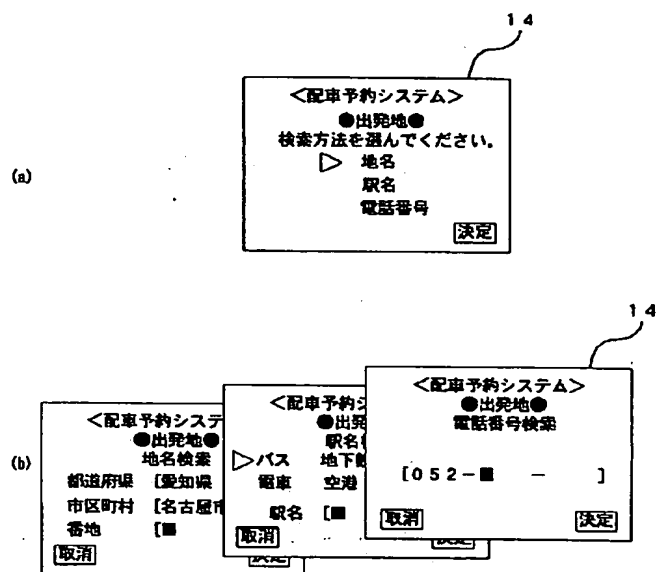 14
<配車予約システム>
●出発地●
検索方法を選んでください。
▷ 地名
駅名
電話番号
決定
(a)
14
(b)
<配車予約システ
●出発地●
地名検索
都道府県 [愛知県
市区町村 [名古屋市
番地 [■
取消
<配車予約シ
●出発
駅名
▷バス 地下鉄
電車 空港
駅名 [■
取消
<配車予約システム>
●出発地●
電話番号検索
[052-■ - ]
取消 決定